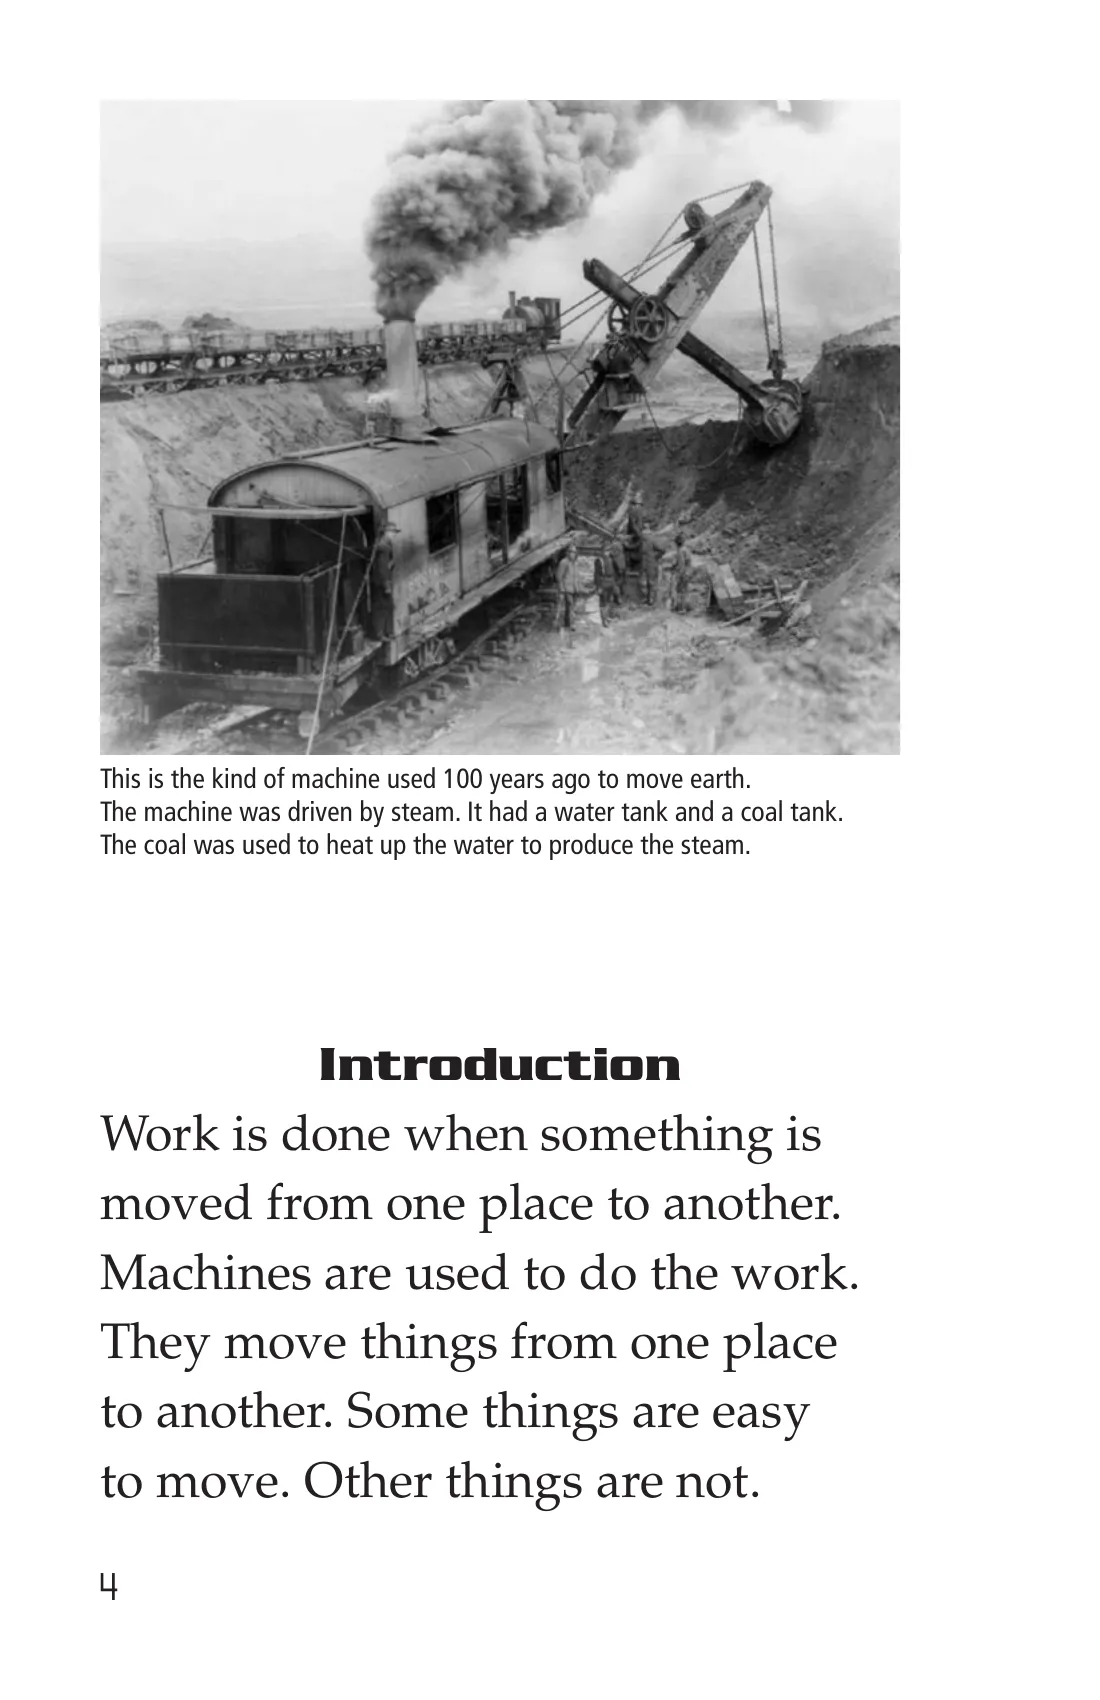 This is the kind of machine used 100 years ago to move earth.
The machine was driven by steam. It had a water tank and a coal tank.
The coal was used to heat up the water to produce the steam.
Introduction
Work is done when something is
moved from one place to another.
Machines are used to do the work.
They move things from one place
to another. Some things are easy
to move. Other things are not.
4